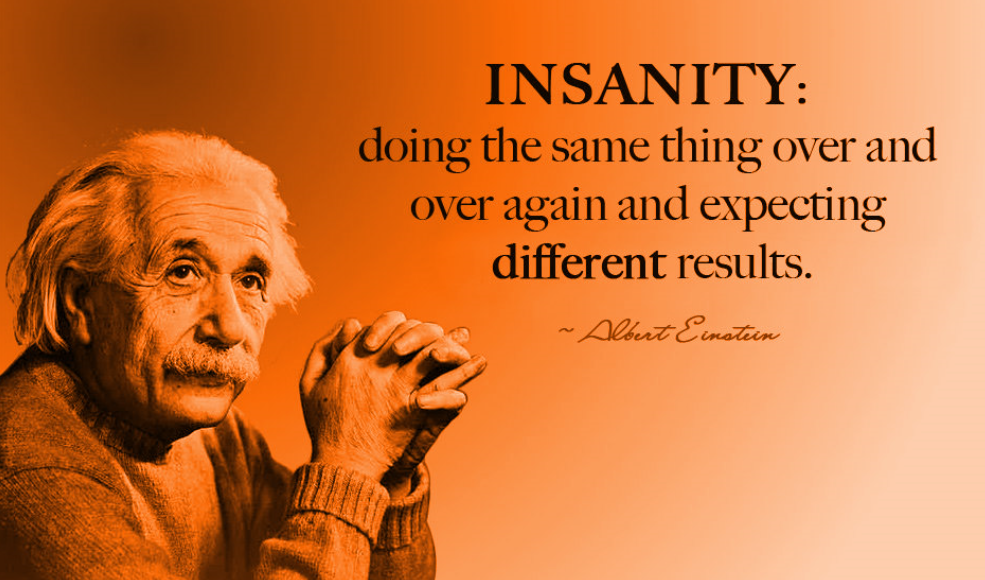 INSANITY:
doing the same thing over and
over again and expecting
different results.
~ Albert Einstein